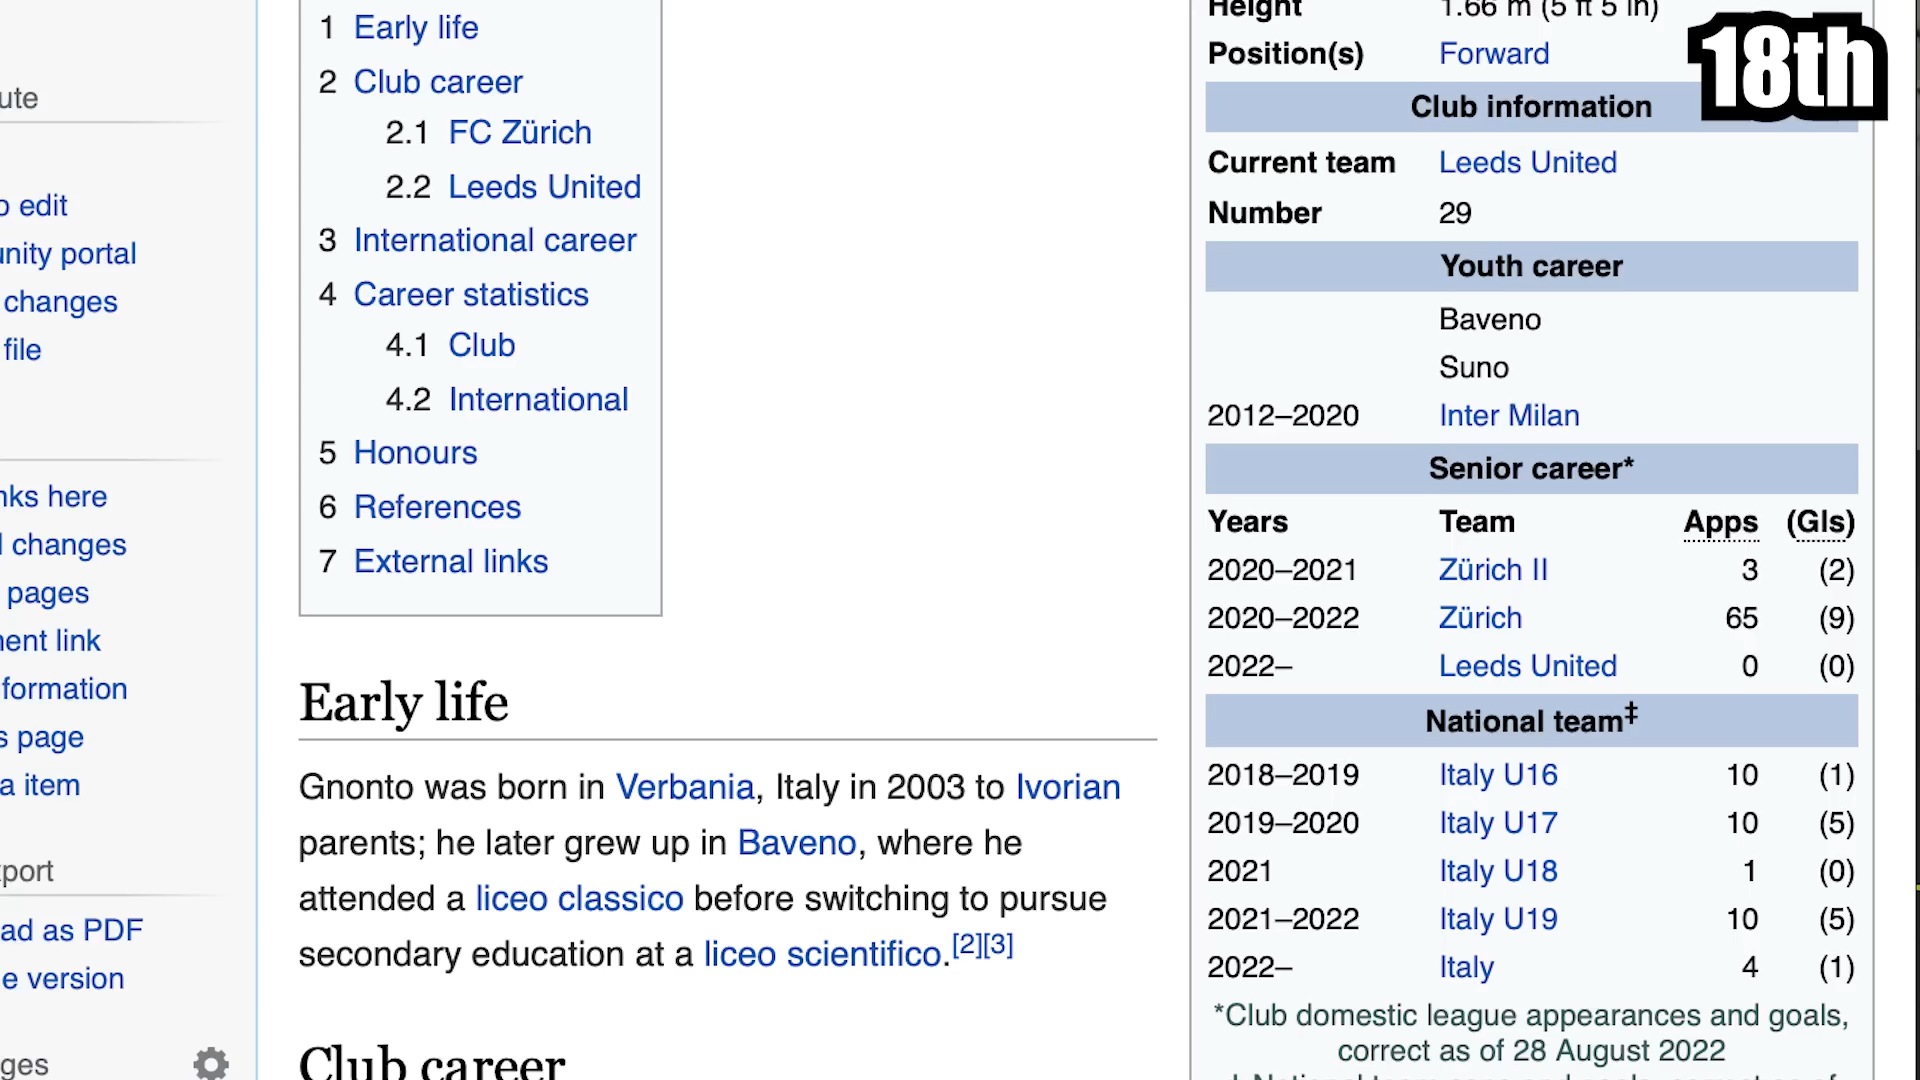 ute
o edit
unity portal
changes
file
nks here
changes
pages
nent link
formation
s page
a item
port
ad as PDF
e version
ges
1 Early life
2 Club career
2.1 FC Zürich
2.2 Leeds United
3 International career
4 Career statistics
4.1 Club
4.2 International
5 Honours
6 References
7 External links
Early life
Gnonto was born in Verbania, Italy in 2003 to Ivorian
parents; he later grew up in Baveno, where he
attended a liceo classico before switching to pursue
secondary education at a liceo scientifico.[2][3]
Club career
Height 1.66 m (5 ft 5 in)
Position(s) Forward
18th
Club information
Current team Leeds United
Number 29
Youth career
Baveno
Suno
2012–2020 Inter Milan
Senior career*
Years Team Apps (Gls)
2020–2021 Zürich II 3 (2)
2020–2022 Zürich 65 (9)
2022– Leeds United 0 (0)
National team‡
2018–2019 Italy U16 10 (1)
2019–2020 Italy U17 10 (5)
2021 Italy U18 1 (0)
2021–2022 Italy U19 10 (5)
2022– Italy 4 (1)
*Club domestic league appearances and goals,
correct as of 28 August 2022